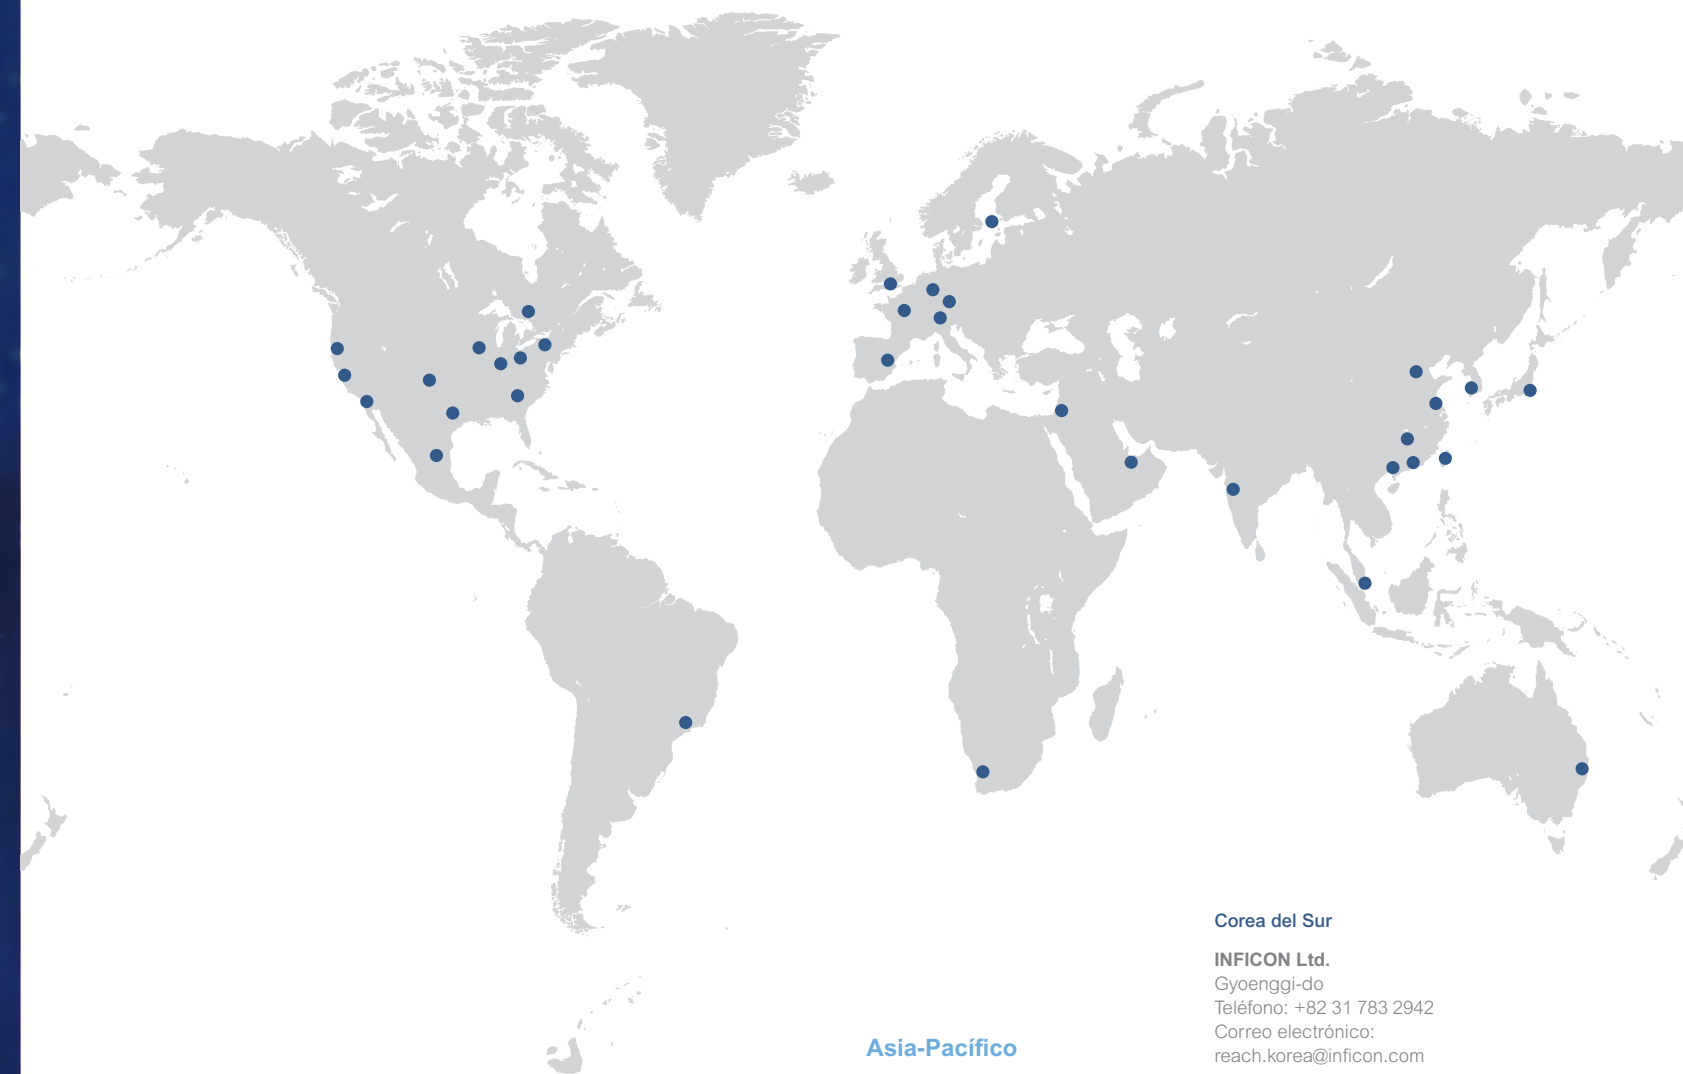 Asia-Pacífico
Corea del Sur
INFICON Ltd.
Gyoenggi-do
Teléfono: +82 31 783 2942
Correo electrónico:
reach.korea@inficon.com